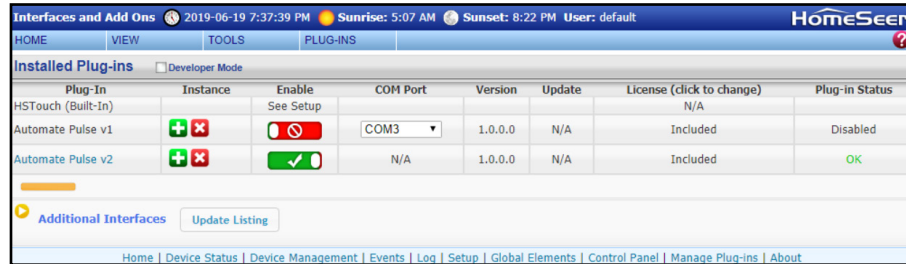 Interfaces and Add Ons 2019-06-19 7:37:39 PM Sunrise: 5:07 AM Sunset: 8:22 PM User: default HomeSeer
HOME VIEW TOOLS PLUG-INS ?
Installed Plug-ins Developer Mode
Plug-In Instance Enable COM Port Version Update License (click to change) Plug-in Status
HSTouch (Built-In) See Setup N/A
Automate Pulse v1 COM3 1.0.0.0 N/A Included Disabled
Automate Pulse v2 N/A 1.0.0.0 N/A Included OK
Additional Interfaces Update Listing
Home | Device Status | Device Management | Events | Log | Setup | Global Elements | Control Panel | Manage Plug-ins | About